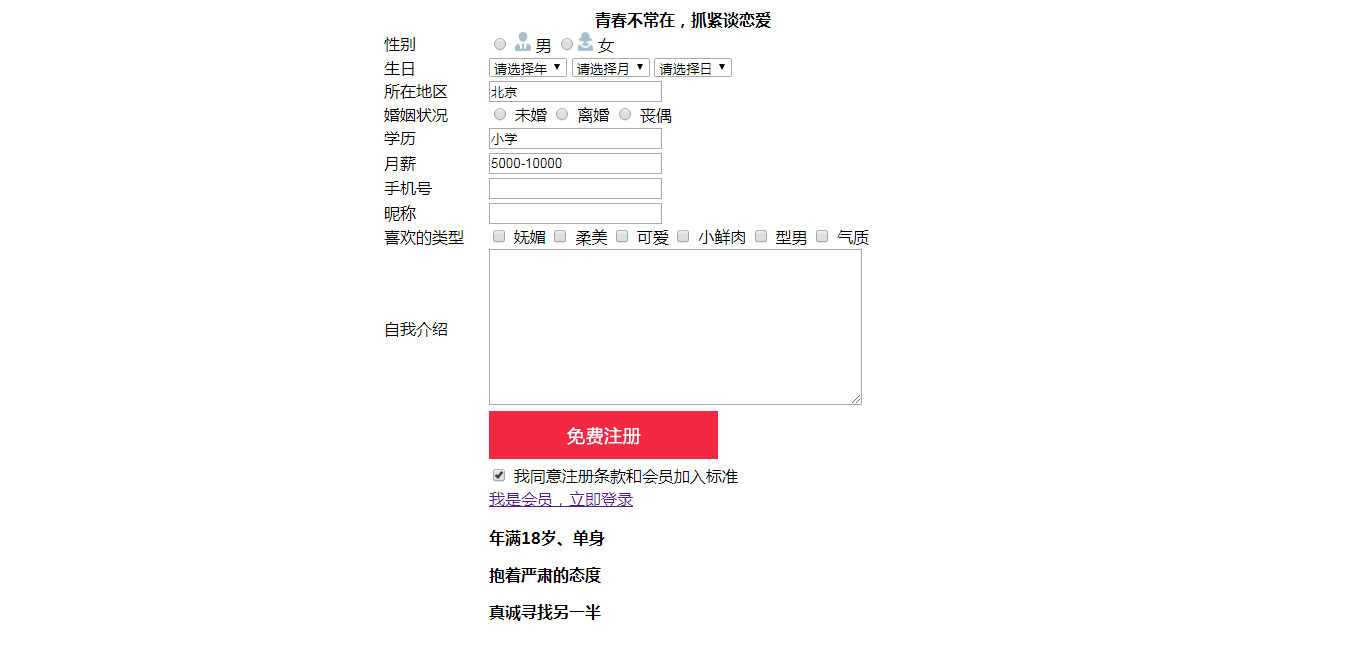 青春不常在，抓紧谈恋爱
性别 男 女
生日 请选择年 请选择月 请选择日
所在地区 北京
婚姻状况 未婚 离婚 丧偶
学历 小学
月薪 5000-10000
手机号
昵称
喜欢的类型 妩媚 柔美 可爱 小鲜肉 型男 气质
自我介绍
免费注册
我同意注册条款和会员加入标准
我是会员，立即登录
年满18岁、单身
抱着严肃的态度
真诚寻找另一半